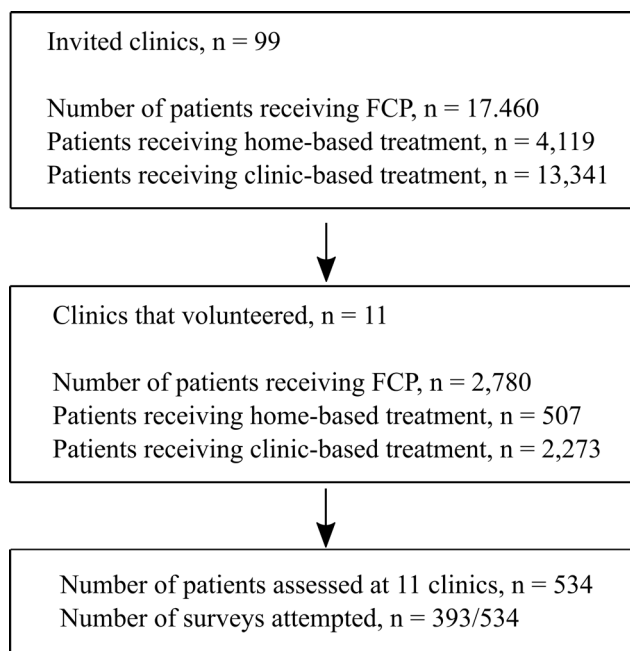 Invited clinics, n = 99
Number of patients receiving FCP, n = 17.460
Patients receiving home-based treatment, n = 4,119
Patients receiving clinic-based treatment, n = 13,341
Clinics that volunteered, n = 11
Number of patients receiving FCP, n = 2,780
Patients receiving home-based treatment, n = 507
Patients receiving clinic-based treatment, n = 2,273
Number of patients assessed at 11 clinics, n = 534
Number of surveys attempted, n = 393/534